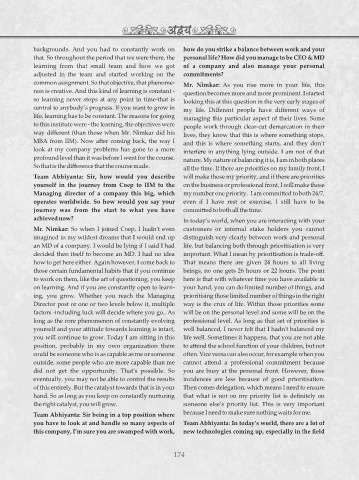 अद्वय
backgrounds. And you had to constantly work on
that. So throughout the period that we were there, the
learning from that small team and how we got
adjusted in the team and started working on the
common assignment. So that objective, that phenome-
non is creative. And this kind of learning is constant -
so learning never stops at any point in time-that is
central to anybody's progress. If you want to grow in
life, learning has to be constant. The reasons for going
to this institute were - the learning, the objectives were
way different (than those when Mr. Nimkar did his
MBA from IIM). Now after coming back, the way I
look at my company problems has gone to a more
profound level than it was before I went for the course.
So that is the difference that the course made.
Team Abhiyanta: Sir, how would you describe
yourself in the journey from Coep to IIM to the
Managing director of a company this big, which
operates worldwide. So how would you say your
journey was from the start to what you have
achieved now?
Mr. Nimkar: So when I joined Coep, I hadn't even
imagined in my wildest dreams that I would end up
an MD of a company. I would be lying if I said I had
decided then itself to become an MD. I had no idea
how to get here either. Again however, I come back to
those certain fundamental habits that if you continue
to work on them, like the art of questioning, you keep
on learning. And if you are constantly open to learn-
ing, you grow. Whether you reach the Managing
Director post or one or two levels below it, multiple
factors -including luck will decide where you go.. As
long as the core phenomenon of constantly evolving
yourself and your attitude towards learning is intact,
you will continue to grow. Today I am sitting in this
position, probably in my own organization there
could be someone who is as capable as me or someone
outside, some people who are more capable than me
did not get the opportunity. That's possible. So
eventually, you may not be able to control the results
of this entirely. But the catalyst towards that is in your
hand. So as long as you keep on constantly nurturing
the right catalyst, you will grow.
Team Abhiyanta: Sir being in a top position where
you have to look at and handle so many aspects of
this company, I'm sure you are swamped with work,
how do you strike a balance between work and your
personal life? How did you manage to be CEO & MD
of a company and also manage your personal
commitments?
Mr. Nimkar: As you rise more in your life, this
question becomes more and more prominent. I started
looking at this question in the very early stages of
my life. Different people have different ways of
managing this particular aspect of their lives. Some
people work through clear-cut demarcation in their
lives, they know that this is where something stops,
and this is where something starts, and they don't
interfere in anything lying outside. I am not of that
nature. My nature of balancing it is, I am in both places
all the time. If there are priorities on my family front, I
will make those my priority, and if there are priorities
on the business or professional front, I will make those
my number one priority. I am committed to both 24/7,
even if I have rest or exercise, I still have to be
committed to both all the time.
In today's world, when you are interacting with your
customers or internal stake holders you cannot
distinguish very clearly between work and personal
life, but balancing both through prioritisation is very
important. What I mean by prioritisation is trade-off.
That means there are given 24 hours to all living
beings, no one gets 26 hours or 22 hours. The point
here is that with whatever time you have available in
your hand, you can do limited number of things, and
prioritising those limited number of things in the right
way is the crux of life. Within those priorities some
will be on the personal level and some will be on the
professional level. As long as that set of priorities is
well balanced, I never felt that I hadn't balanced my
life well. Sometimes it happens, that you are not able
to attend the school function of your children, but not
often. Vice versa can also occur, for example when you
cannot attend a professional commitment because
you are busy at the personal front. However, those
incidences are less because of good prioritisation.
Then comes delegation, which means I need to ensure
that what is not on my priority list is definitely on
someone else's priority list. This is very important
because I need to make sure nothing waits for me.
Team Abhiyanta: In today's world, there are a lot of
new technologies coming up, especially in the field
174